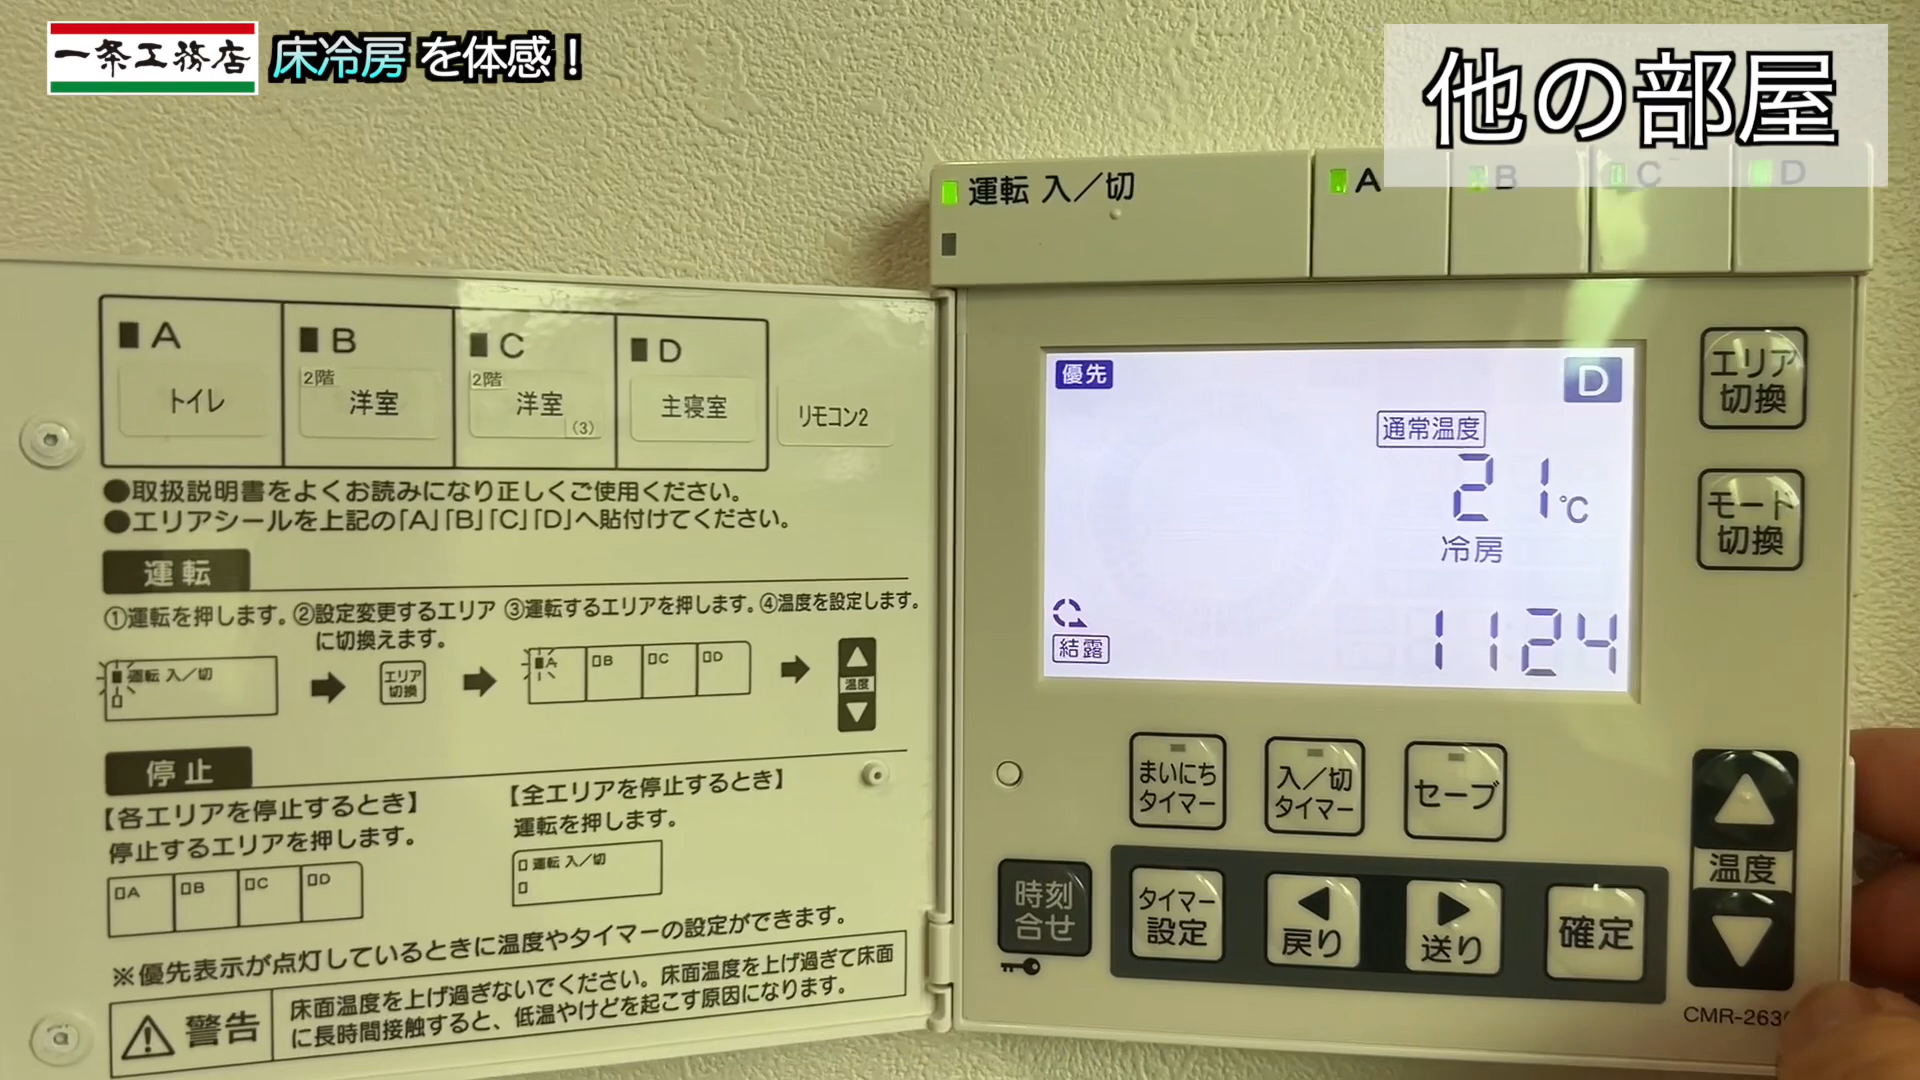 一条工務店 床冷房 を体感！
他の部屋
運転 入／切
A
B
C
D
A
B
C
D
トイレ
2階
洋室
2階
洋室
(3)
主寝室
リモコン2
●取扱説明書をよくお読みになり正しくご使用ください。
●エリアシールを上記の｢A｣｢B｣｢C｣｢D｣へ貼付けてください。
運転
①運転を押します。②設定変更するエリア ③運転するエリアを押します。④温度を設定します。
に切換えます。
運転 入／切
エリア
切換
A
B
C
D
温度
停止
【各エリアを停止するとき】
停止するエリアを押します。
A
B
C
D
【全エリアを停止するとき】
運転を押します。
運転 入／切
※優先表示が点灯しているときに温度やタイマーの設定ができます。
警告
床面温度を上げ過ぎないでください。床面温度を上げ過ぎて床面
に長時間接触すると、低温やけどを起こす原因になります。
優先
D
通常温度
21℃
冷房
結露
1124
エリア
切換
モード
切換
まいにち
タイマー
入／切
タイマー
セーブ
時刻
合せ
タイマー
設定
戻り
送り
確定
温度